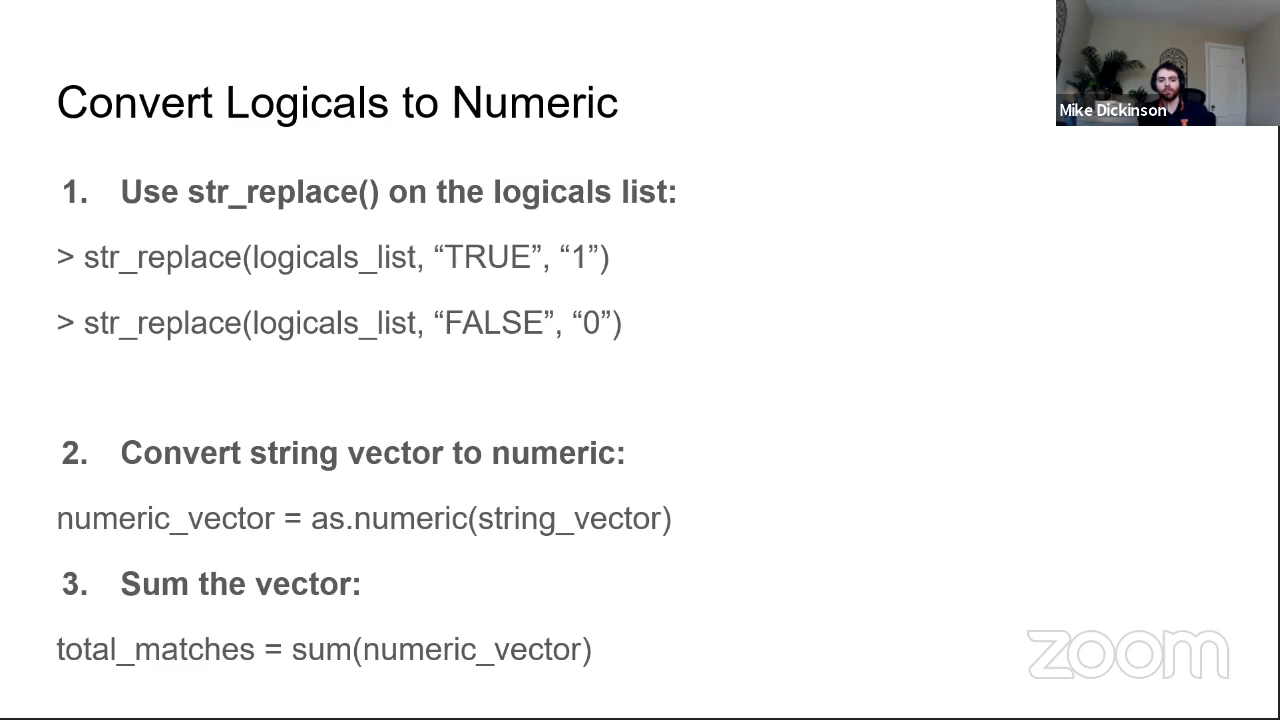 Convert Logicals to Numeric
Mike Dickinson
1. Use str_replace() on the logicals list:
> str_replace(logicals_list, “TRUE”, “1”)
> str_replace(logicals_list, “FALSE”, “0”)
2. Convert string vector to numeric:
numeric_vector = as.numeric(string_vector)
3. Sum the vector:
total_matches = sum(numeric_vector)
zoom